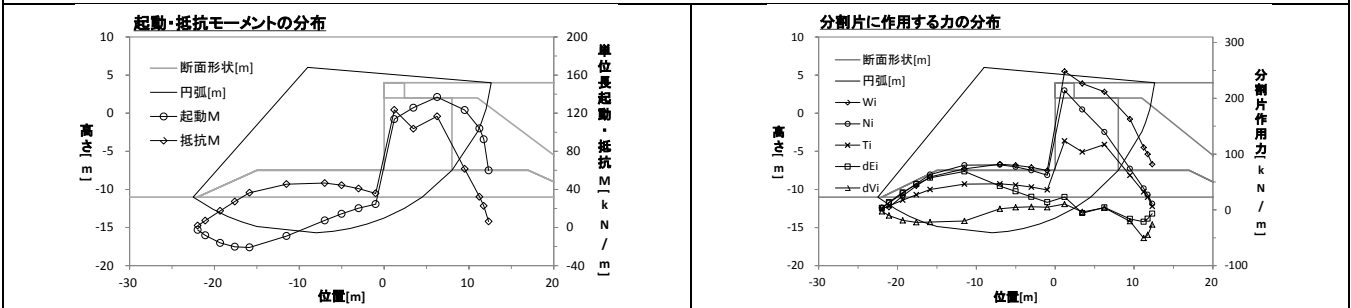 起動・抵抗モーメントの分布
10
5
0
-5
-10
-15
-20
高さ[m]
断面形状[m]
円弧[m]
起動M
抵抗M
200
160
120
80
40
0
-40
単位長起動・抵抗M[kN/m]
-30
-20
-10
0
10
20
位置[m]
分割片に作用する力の分布
10
5
0
-5
-10
-15
-20
高さ[m]
断面形状[m]
円弧[m]
Wi
Ni
Ti
dEi
dVi
300
200
100
0
-100
分割片作用力[kN/m]
-30
-20
-10
0
10
20
位置[m]